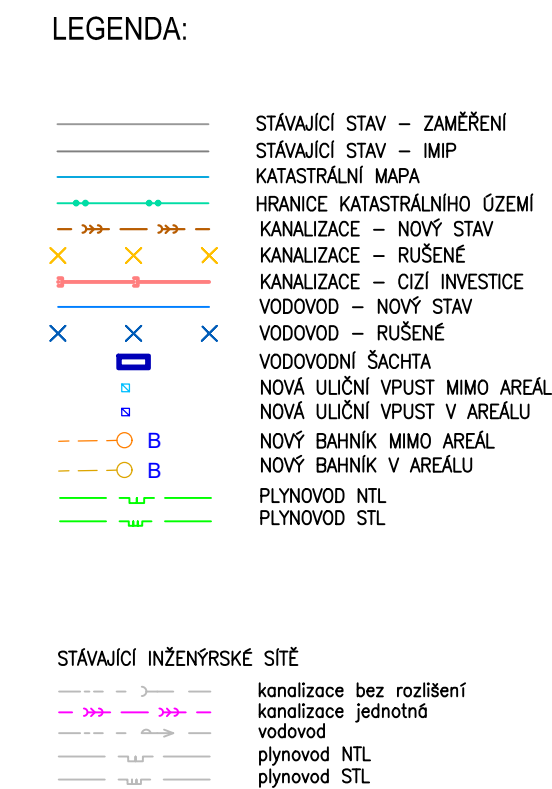 LEGENDA:
STÁVAJÍCÍ STAV – ZAMĚŘENÍ
STÁVAJÍCÍ STAV – IMIP
KATASTRÁLNÍ MAPA
HRANICE KATASTRÁLNÍHO ÚZEMÍ
KANALIZACE – NOVÝ STAV
KANALIZACE – RUŠENÉ
KANALIZACE – CIZÍ INVESTICE
VODOVOD – NOVÝ STAV
VODOVOD – RUŠENÉ
VODOVODNÍ ŠACHTA
NOVÁ ULIČNÍ VPUST MIMO AREÁL
NOVÁ ULIČNÍ VPUST V AREÁLU
B NOVÝ BAHNÍK MIMO AREÁL
B NOVÝ BAHNÍK V AREÁLU
PLYNOVOD NTL
PLYNOVOD STL
STÁVAJÍCÍ INŽENÝRSKÉ SÍTĚ
kanalizace bez rozlišení
kanalizace jednotná
vodovod
plynovod NTL
plynovod STL